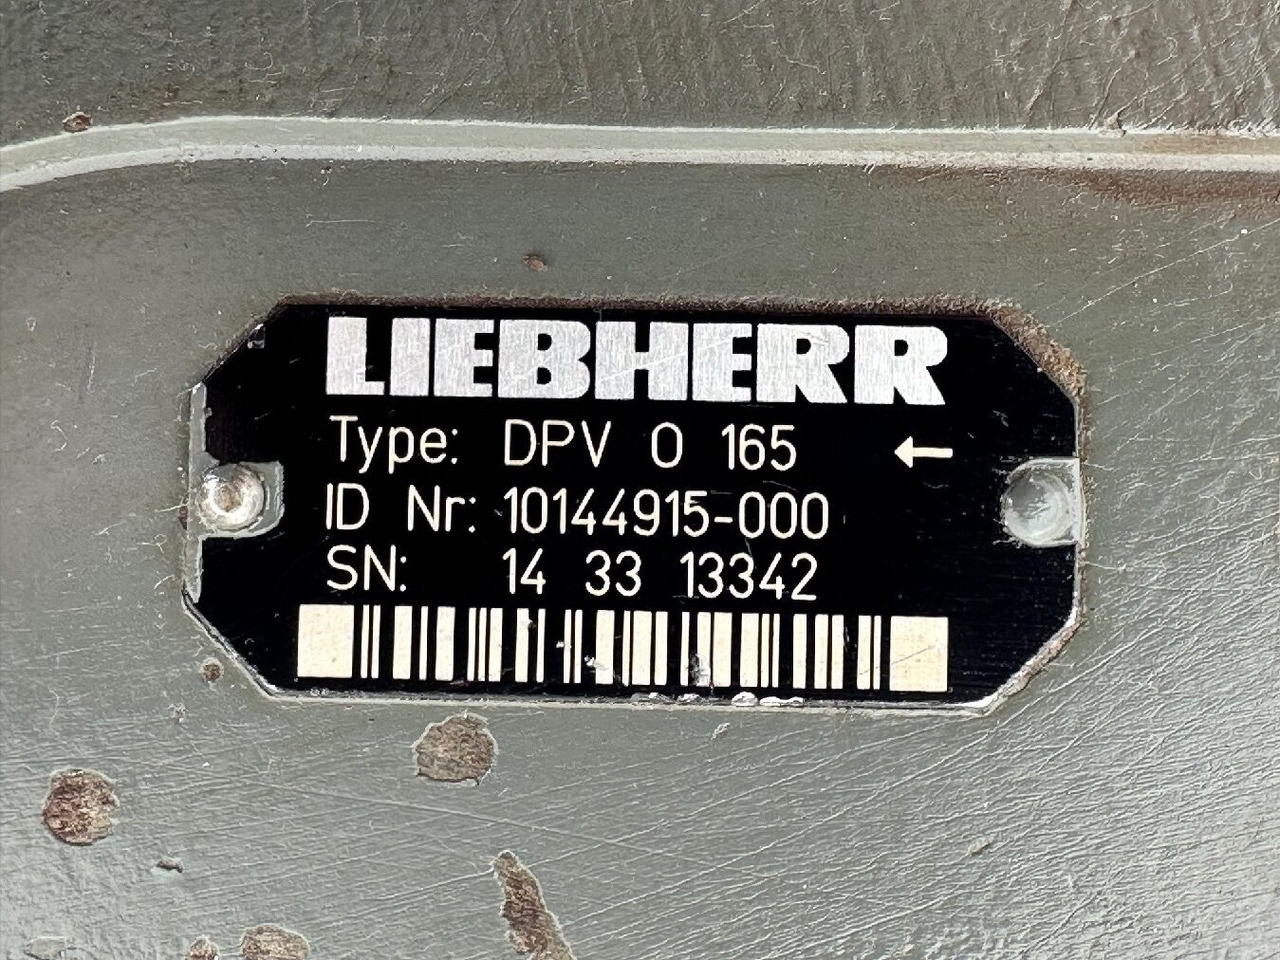 LIEBHERR
Type: DPV O 165 ←
ID Nr: 10144915-000
SN: 14 33 13342